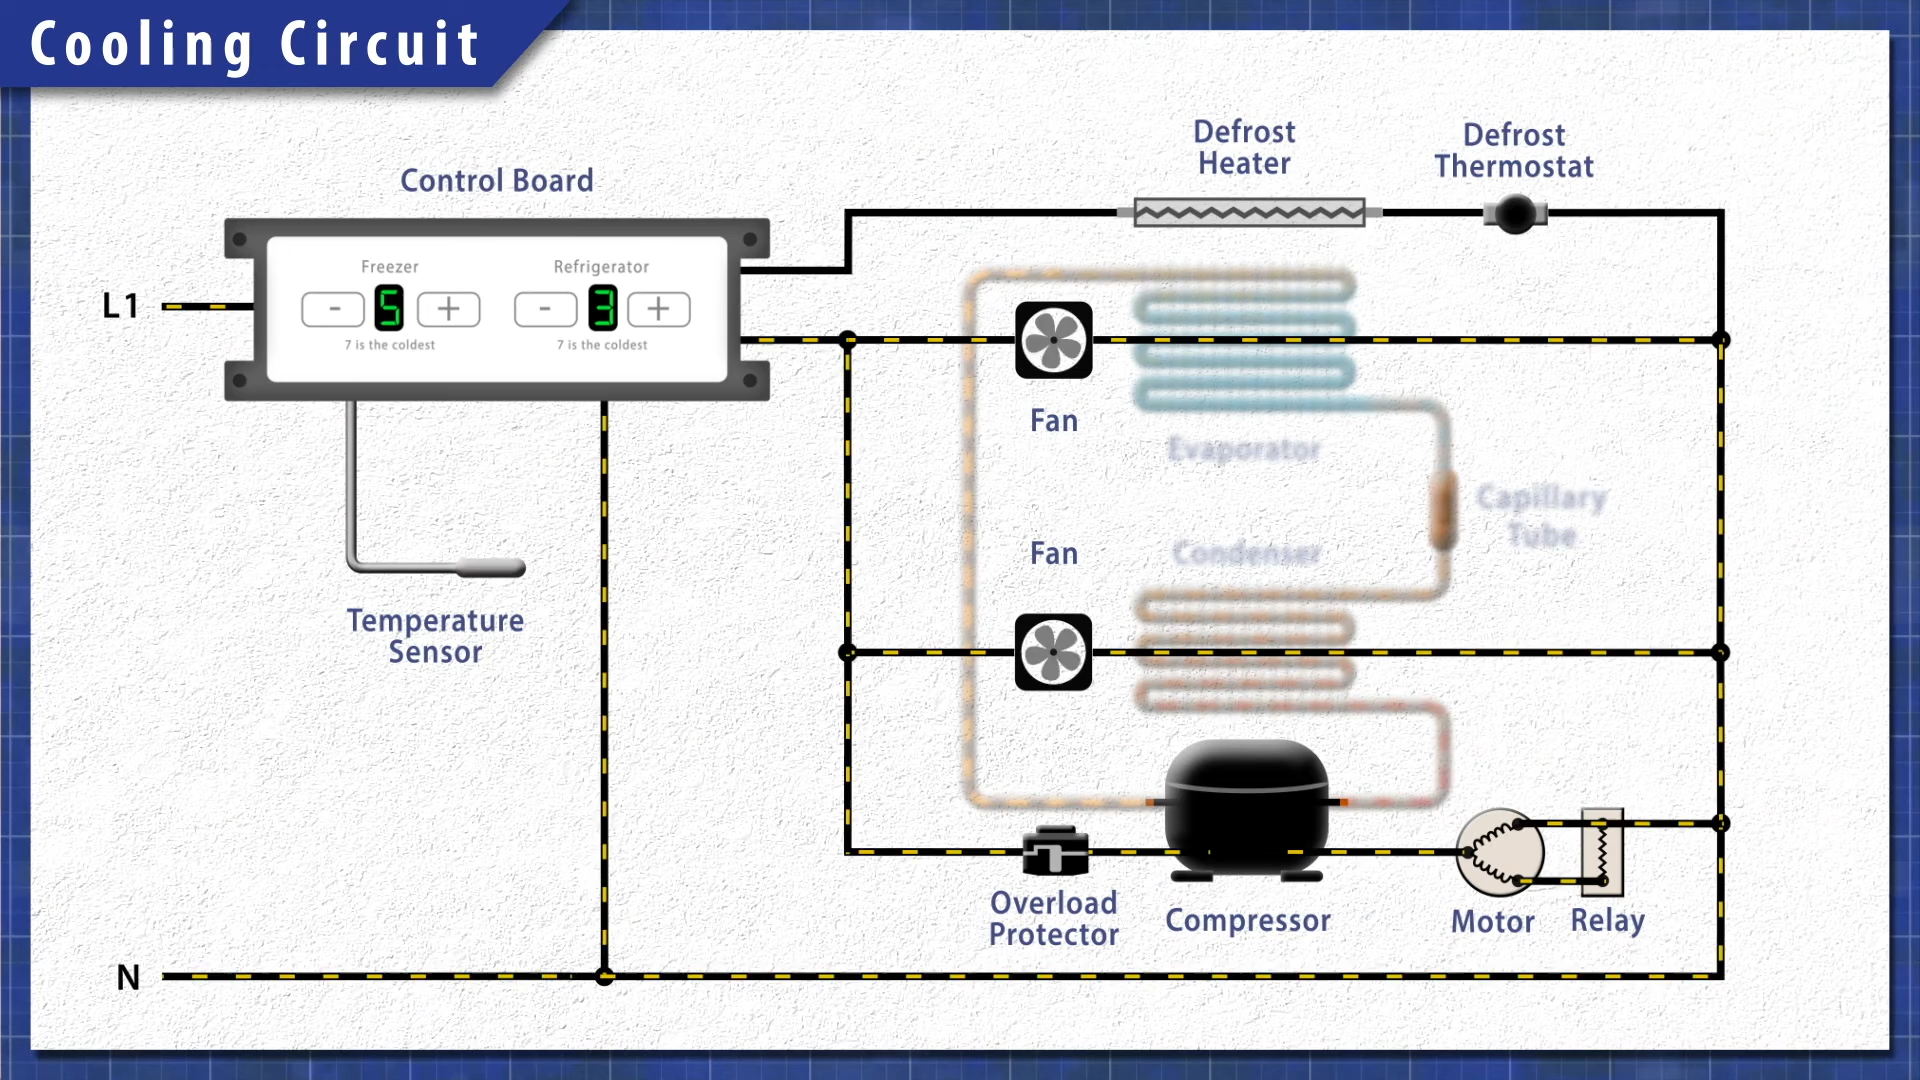 Cooling Circuit
Defrost
Heater
Defrost
Thermostat
Control Board
Freezer
Refrigerator
- 5 +
- 3 +
7 is the coldest
7 is the coldest
L1
Fan
Evaporator
Capillary
Tube
Fan
Condenser
Temperature
Sensor
Overload
Protector
Compressor
Motor
Relay
N